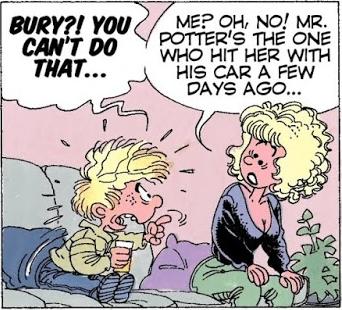 BURY?! YOU
CAN'T DO
THAT...
ME? OH, NO! MR.
POTTER'S THE ONE
WHO HIT HER WITH
HIS CAR A FEW
DAYS AGO...